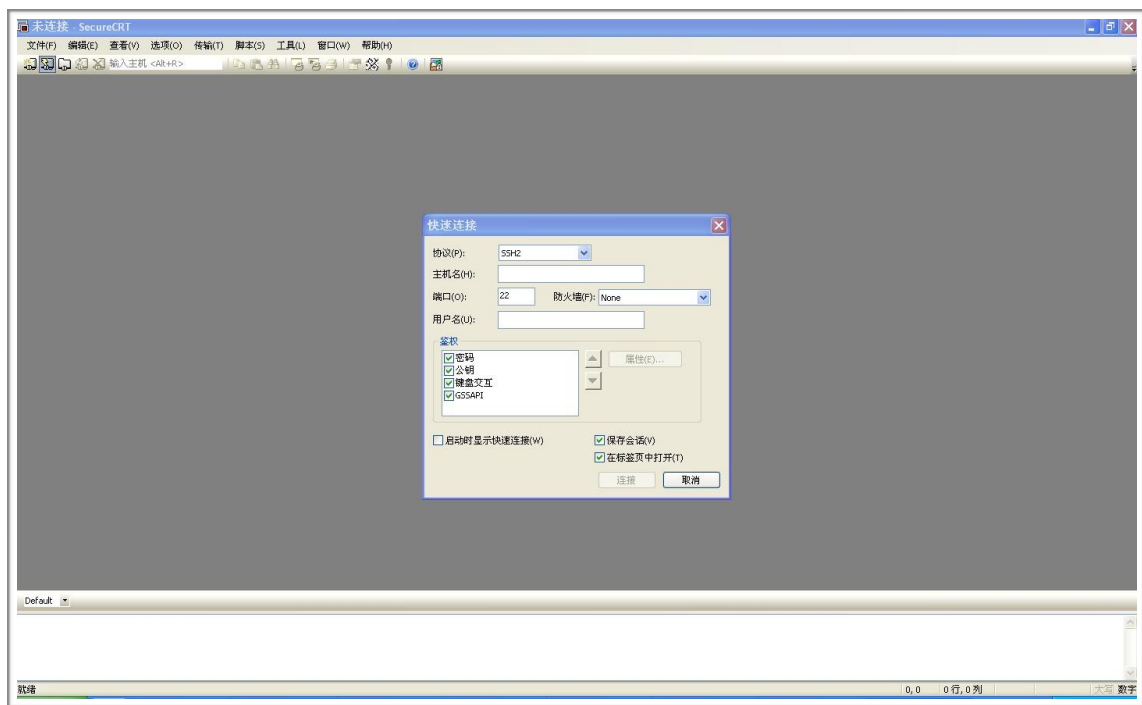 未连接 - SecureCRT
文件(F) 编辑(E) 查看(V) 选项(O) 传输(T) 脚本(S) 工具(L) 窗口(W) 帮助(H)
输入主机 <Alt+R>
快速连接
协议(P): SSH2
主机名(H):
端口(O): 22 防火墙(F): None
用户名(U):
鉴权
密码
公钥
键盘交互
GSSAPI
属性(E)...
启动时显示快速连接(W) 保存会话(V)
在标签页中打开(T)
连接 取消
Default
就绪 0, 0 0行, 0列 大写 数字